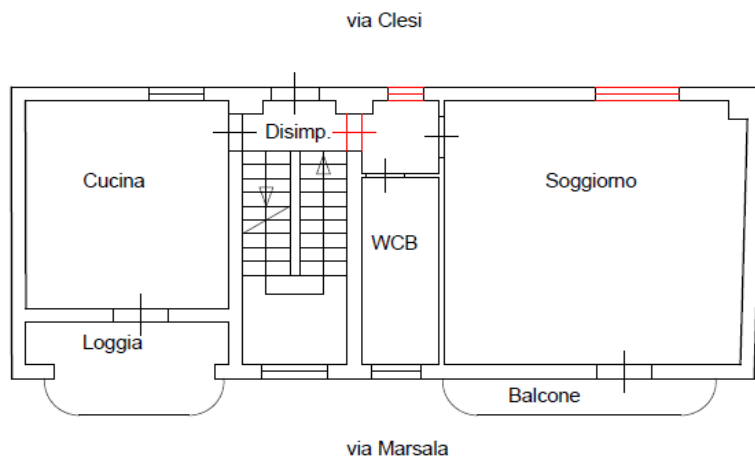 via Clesi
Disimp.
Cucina
Soggiorno
WCB
Loggia
Balcone
via Marsala